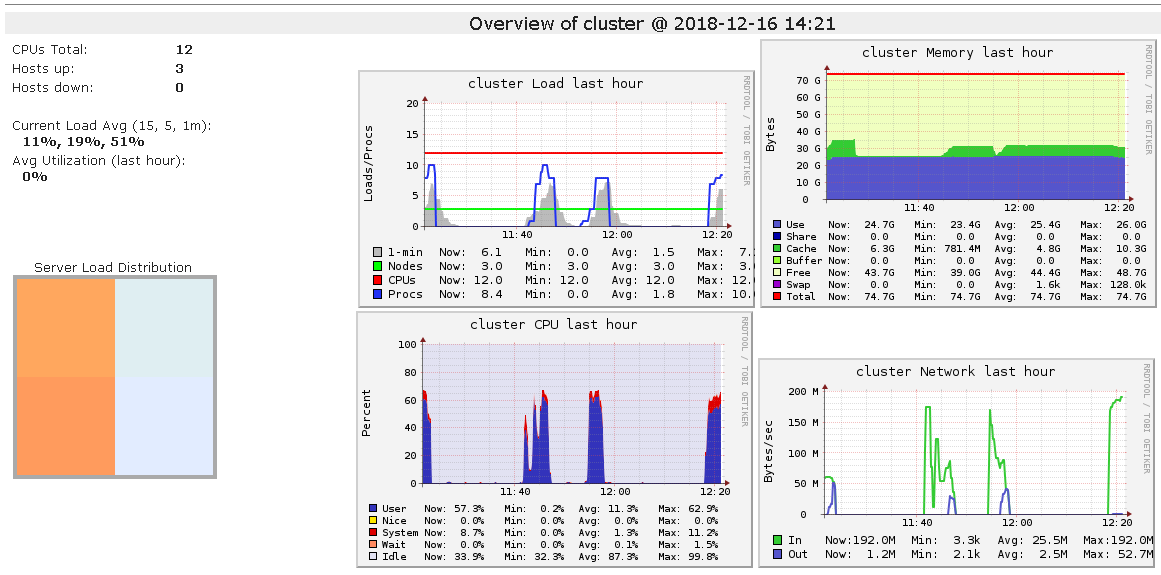 Overview of cluster @ 2018-12-16 14:21
CPUs Total: 12
Hosts up: 3
Hosts down: 0
Current Load Avg (15, 5, 1m):
11%, 19%, 51%
Avg Utilization (last hour):
0%
Server Load Distribution
cluster Load last hour
RRDTOOL / TOBI OETIKER
Loads/Procs
20
15
10
5
0
11:40 12:00 12:20
1-min Now: 6.1 Min: 0.0 Avg: 1.5 Max: 7.
Nodes Now: 3.0 Min: 3.0 Avg: 3.0 Max: 3.0
CPUs Now: 12.0 Min: 12.0 Avg: 12.0 Max: 12.0
Procs Now: 8.4 Min: 0.0 Avg: 1.8 Max: 10.
cluster Memory last hour
RRDTOOL / TOBI OETIKER
Bytes
70 G
60 G
50 G
40 G
30 G
20 G
10 G
0
11:40 12:00 12:20
Use Now: 24.7G Min: 23.4G Avg: 25.4G Max: 26.0G
Share Now: 0.0 Min: 0.0 Avg: 0.0 Max: 0.0
Cache Now: 6.3G Min: 781.4M Avg: 4.8G Max: 10.3G
Buffer Now: 0.0 Min: 0.0 Avg: 0.0 Max: 0.0
Free Now: 43.7G Min: 39.0G Avg: 44.4G Max: 48.7G
Swap Now: 0.0 Min: 0.0 Avg: 1.6k Max: 128.0k
Total Now: 74.7G Min: 74.7G Avg: 74.7G Max: 74.7G
cluster CPU last hour
RRDTOOL / TOBI OETIKER
Percent
100
80
60
40
20
0
11:40 12:00 12:20
User Now: 57.3% Min: 0.2% Avg: 11.3% Max: 62.9%
Nice Now: 0.0% Min: 0.0% Avg: 0.0% Max: 0.0%
System Now: 8.7% Min: 0.0% Avg: 1.3% Max: 11.2%
Wait Now: 0.0% Min: 0.0% Avg: 0.1% Max: 1.5%
Idle Now: 33.9% Min: 32.3% Avg: 87.3% Max: 99.8%
cluster Network last hour
RRDTOOL / TOBI OETIKER
Bytes/sec
200 M
150 M
100 M
50 M
0
11:40 12:00 12:20
In Now:192.0M Min: 3.3k Avg: 25.5M Max:192.0M
Out Now: 1.2M Min: 2.1k Avg: 2.5M Max: 52.7M